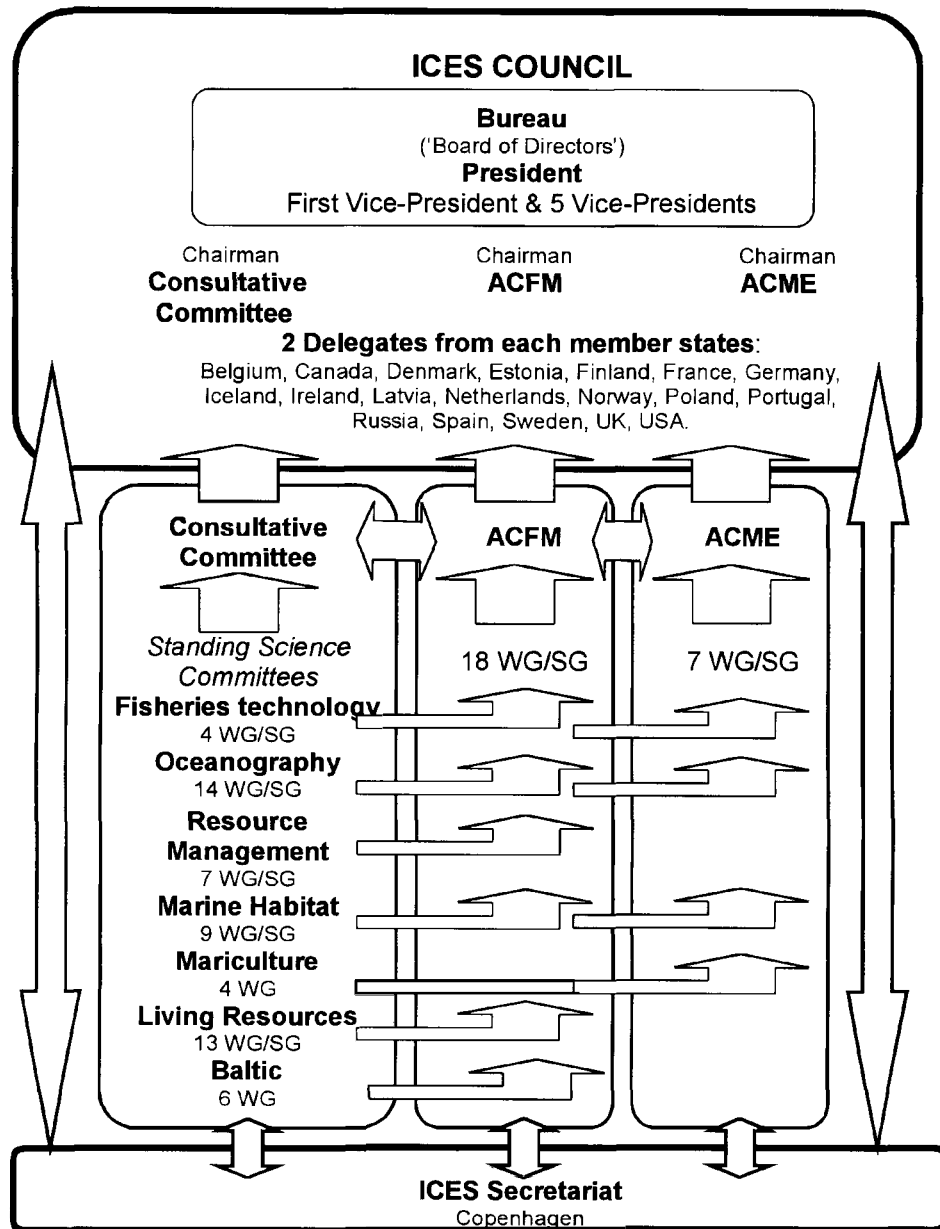 ICES COUNCIL
Bureau
('Board of Directors')
President
First Vice-President & 5 Vice-Presidents
Chairman
Consultative
Committee
Chairman
ACFM
Chairman
ACME
2 Delegates from each member states:
Belgium, Canada, Denmark, Estonia, Finland, France, Germany,
Iceland, Ireland, Latvia, Netherlands, Norway, Poland, Portugal,
Russia, Spain, Sweden, UK, USA.
Consultative
Committee
Standing Science
Committees
Fisheries technology
4 WG/SG
Oceanography
14 WG/SG
Resource
Management
7 WG/SG
Marine Habitat
9 WG/SG
Mariculture
4 WG
Living Resources
13 WG/SG
Baltic
6 WG
ACFM
18 WG/SG
ACME
7 WG/SG
ICES Secretariat
Copenhagen